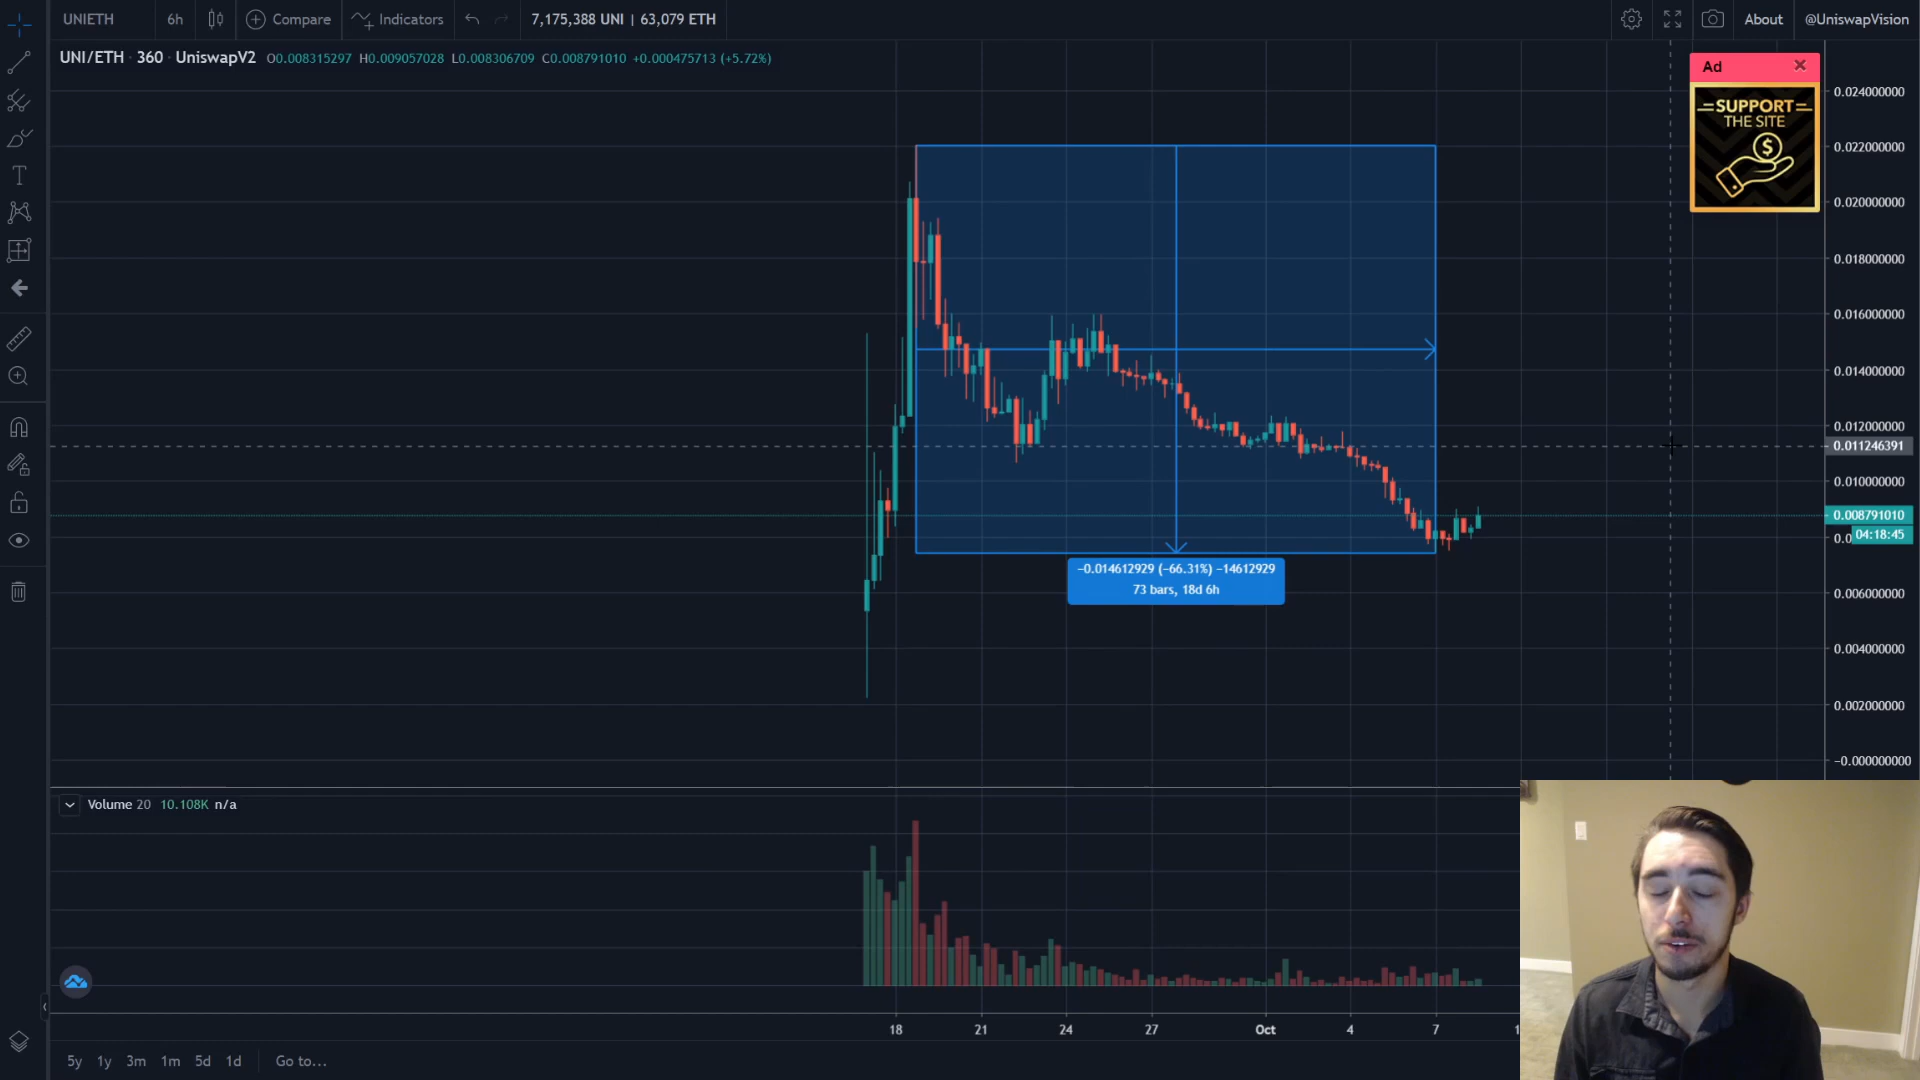 UNIETH 6h Compare Indicators 7,175,388 UNI | 63,079 ETH About @UniswapVision
UNI/ETH · 360 · UniswapV2 O0.008315297 H0.009057028 L0.008306709 C0.008791010 +0.000475713 (+5.72%)
Ad
SUPPORT
THE SITE
$
0.024000000
0.022000000
0.020000000
0.018000000
0.016000000
0.014000000
0.012000000
0.011246391
0.010000000
0.008791010
04:18:45
0.0
0.006000000
0.004000000
0.002000000
-0.000000000
−0.014612929 (−66.31%) −14612929
73 bars, 18d 6h
Volume 20 10.108K n/a
18 21 24 27 Oct 4 7 1
5y 1y 3m 1m 5d 1d Go to...